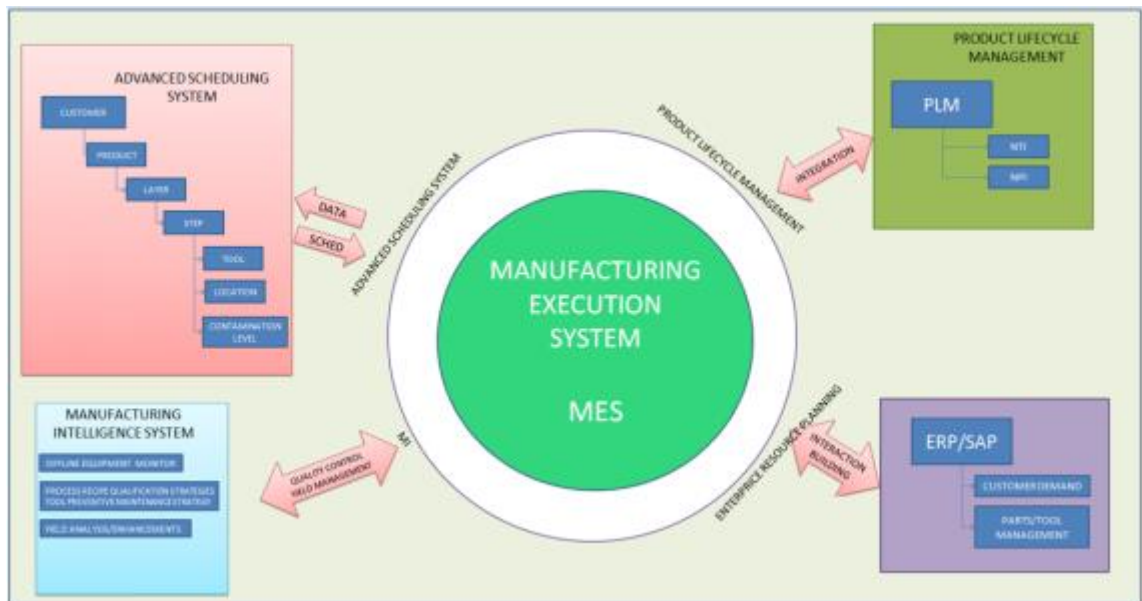 ADVANCED SCHEDULING
SYSTEM
CUSTOMER
PRODUCT
LAYER
STEP
TOOL
LOCATION
CONTAMINATION
LEVEL
DATA
SCHED
ADVANCED SCHEDULING SYSTEM
PRODUCT LIFECYCLE
MANAGEMENT
PLM
NTI
NPI
INTEGRATION
PRODUCT LIFECYCLE MANAGEMENT
MANUFACTURING
EXECUTION
SYSTEM
MES
MANUFACTURING
INTELLIGENCE SYSTEM
OFFLINE EQUIPMENT MONITOR
PROCESS RECIPE QUALIFICATION STRATEGIES
TOOL PREVENTIVE MAINTENANCE STRATEGY
YIELD ANALYSIS/ENHANCEMENTS
QUALITY CONTROL
YIELD MANAGEMENT
MI
ENTERPRICE RESOURCE PLANNING
INTERACTION
BUILDING
ERP/SAP
CUSTOMER DEMAND
PARTS/TOOL
MANAGEMENT